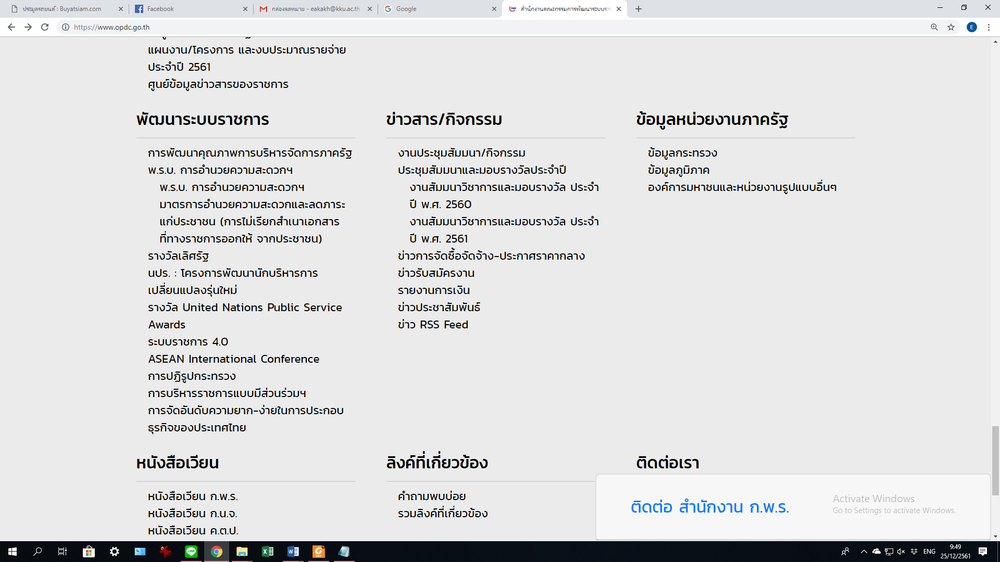 ประมูลรถยนต์ : Buyatsiam.com
Facebook
กล่องจดหมาย - eakakh@kku.ac.th
Google
สำนักงานคณะกรรมการพัฒนาระบบรา
https://www.opdc.go.th
E
แผนงาน/โครงการ และงบประมาณรายจ่าย
ประจำปี 2561
ศูนย์ข้อมูลข่าวสารของราชการ
พัฒนาระบบราชการ
การพัฒนาคุณภาพการบริหารจัดการภาครัฐ
พ.ร.บ. การอำนวยความสะดวกฯ
พ.ร.บ. การอำนวยความสะดวกฯ
มาตรการอำนวยความสะดวกและลดภาระ
แก่ประชาชน (การไม่เรียกสำเนาเอกสาร
ที่ทางราชการออกให้ จากประชาชน)
รางวัลเลิศรัฐ
นปร. : โครงการพัฒนานักบริหารการ
เปลี่ยนแปลงรุ่นใหม่
รางวัล United Nations Public Service
Awards
ระบบราชการ 4.0
ASEAN International Conference
การปฏิรูปกระทรวง
การบริหารราชการแบบมีส่วนร่วมฯ
การจัดอันดับความยาก-ง่ายในการประกอบ
ธุรกิจของประเทศไทย
ข่าวสาร/กิจกรรม
งานประชุมสัมมนา/กิจกรรม
ประชุมสัมมนาและมอบรางวัลประจำปี
งานสัมมนาวิชาการและมอบรางวัล ประจำ
ปี พ.ศ. 2560
งานสัมมนาวิชาการและมอบรางวัล ประจำ
ปี พ.ศ. 2561
ข่าวการจัดซื้อจัดจ้าง-ประกาศราคากลาง
ข่าวรับสมัครงาน
รายงานการเงิน
ข่าวประชาสัมพันธ์
ข่าว RSS Feed
ข้อมูลหน่วยงานภาครัฐ
ข้อมูลกระทรวง
ข้อมูลภูมิภาค
องค์การมหาชนและหน่วยงานรูปแบบอื่นๆ
หนังสือเวียน
หนังสือเวียน ก.พ.ร.
หนังสือเวียน ก.น.จ.
หนังสือเวียน ค.ต.ป.
ลิงค์ที่เกี่ยวข้อง
คำถามพบบ่อย
รวมลิงค์ที่เกี่ยวข้อง
ติดต่อเรา
ติดต่อ สำนักงาน ก.พ.ร.
Activate Windows
Go to Settings to activate Windows.
ENG
9:49
25/12/2561